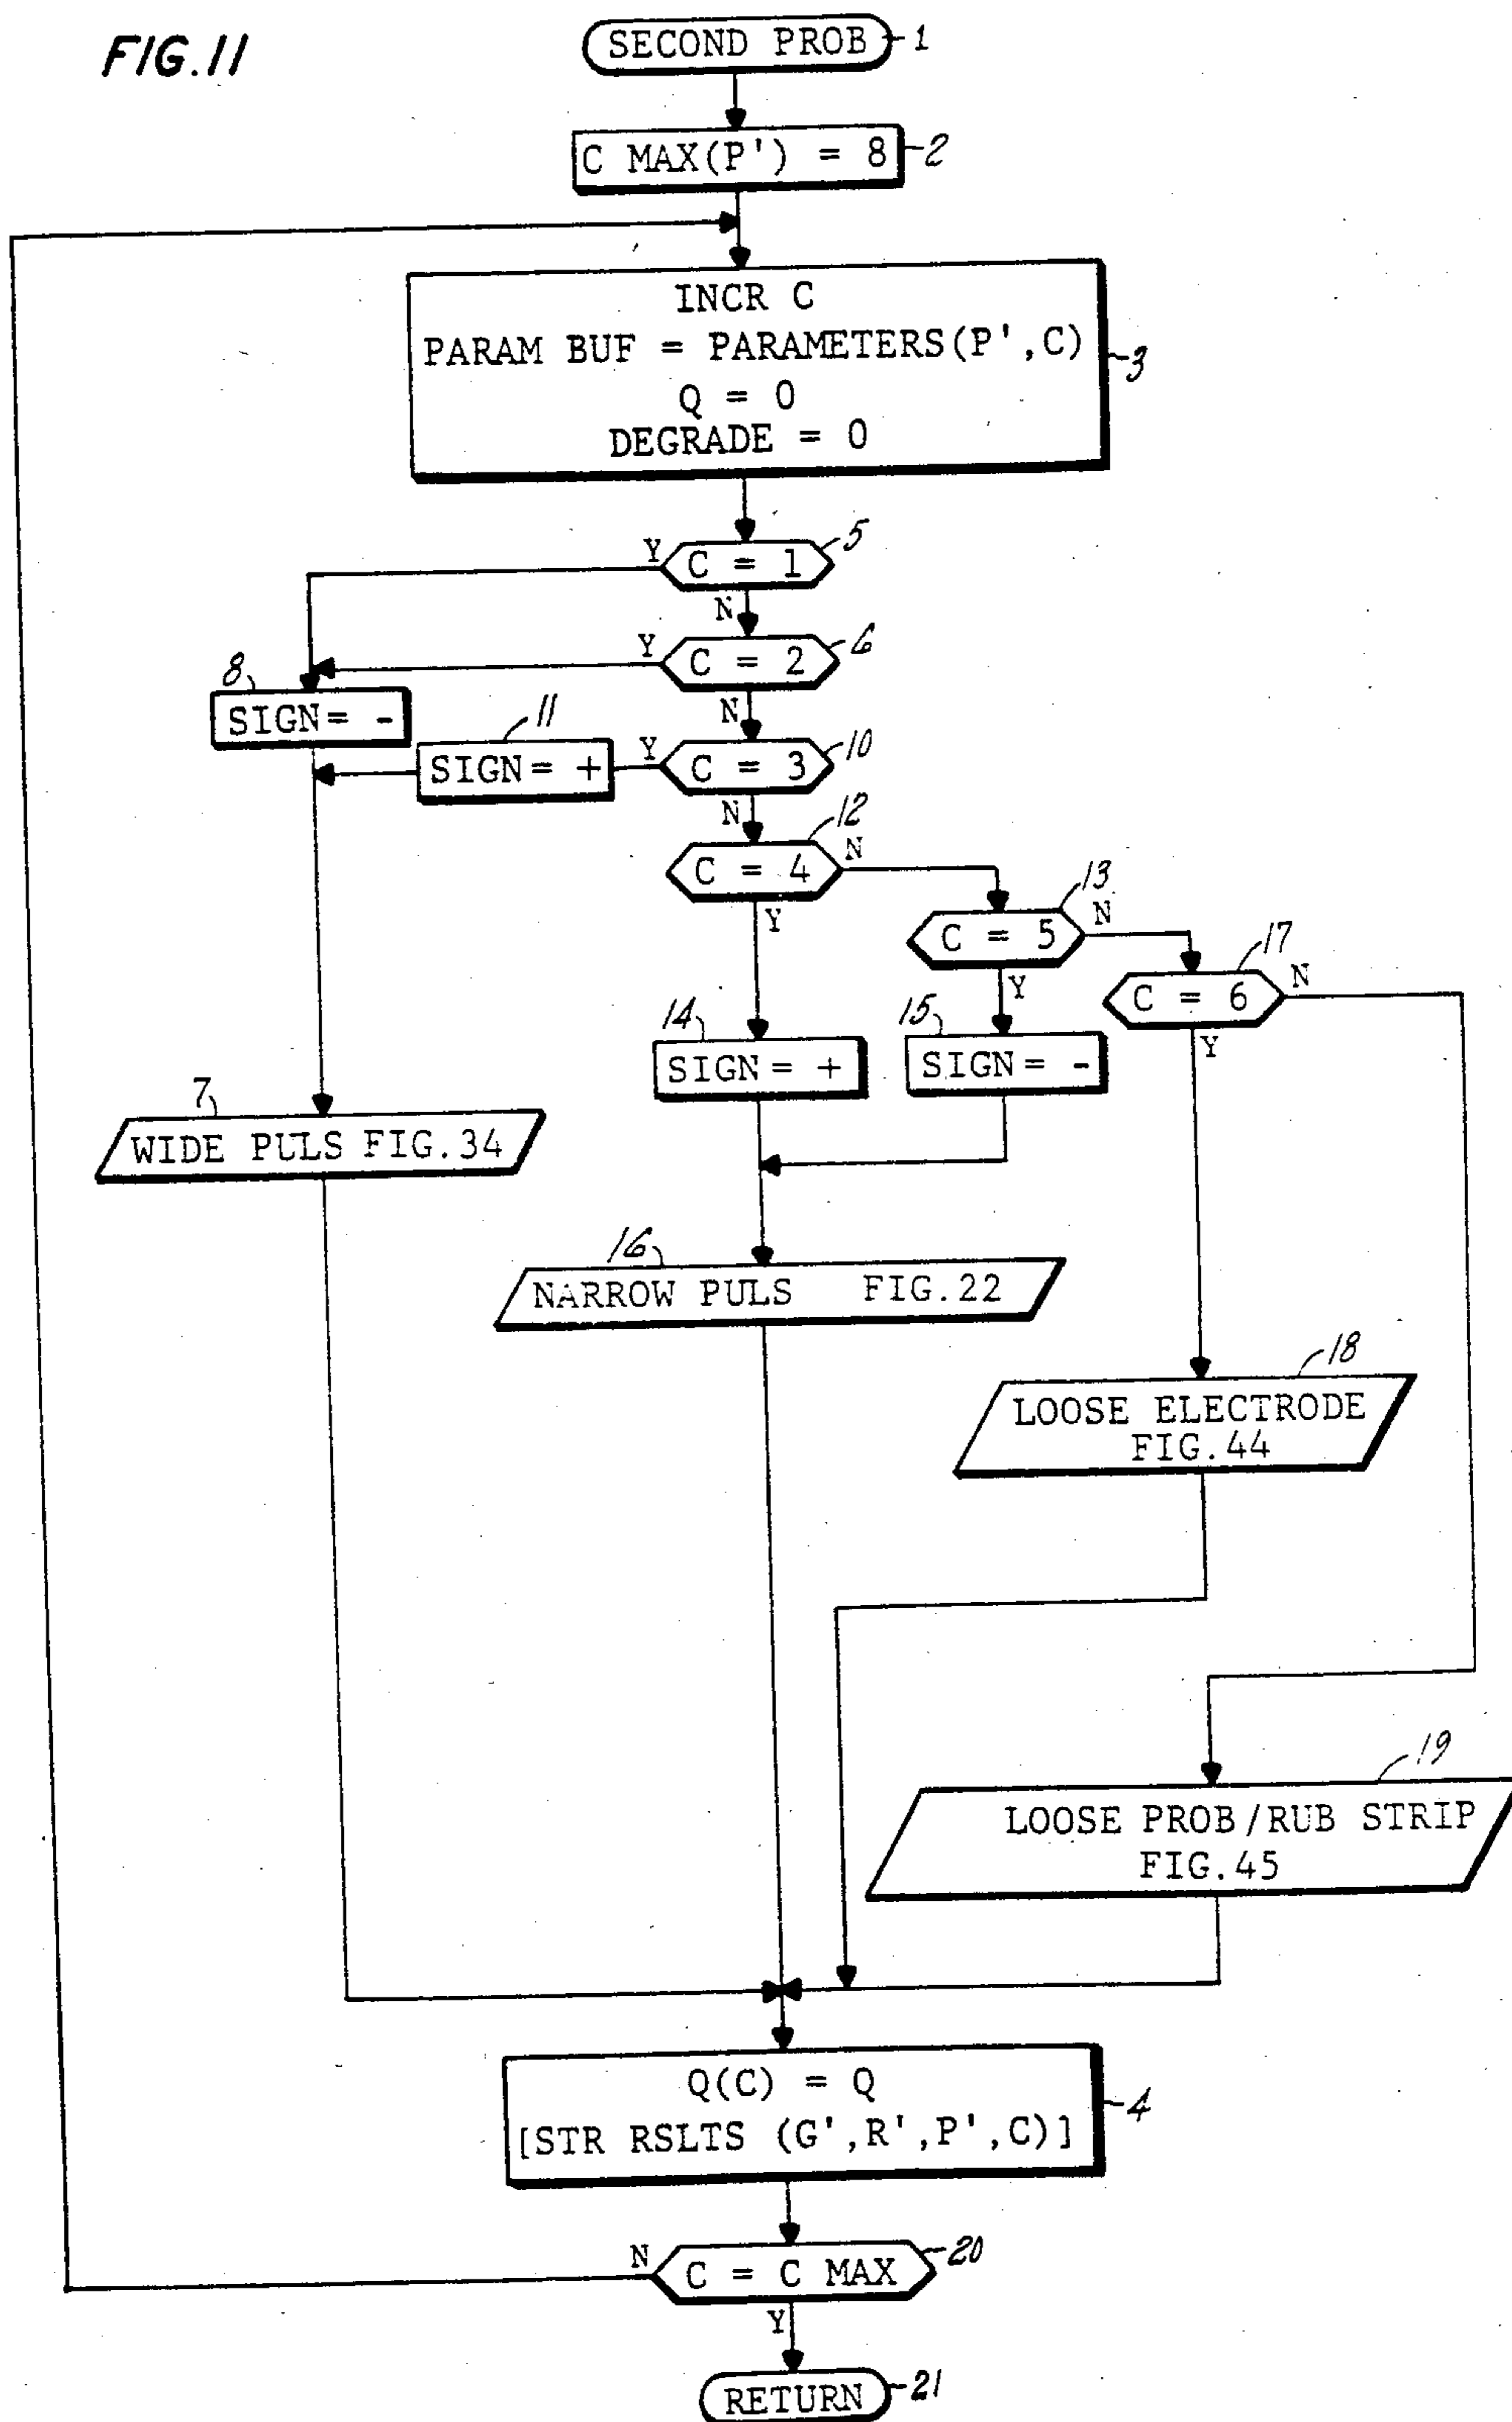 FIG. 11
SECOND PROB 1
C MAX(P') = 8 2
INCR C
PARAM BUF = PARAMETERS(P',C) 3
Q = 0
DEGRADE = 0
Y C = 1 5
N
Y C = 2 6
8 SIGN= -
N
11
SIGN= + Y C = 3 10
N
C = 4 12 N
Y
C = 5 13 N
Y
C = 6 17 N
Y
14 SIGN= +
15 SIGN= -
7 WIDE PULS FIG.34
16 NARROW PULS FIG.22
18
LOOSE ELECTRODE
FIG.44
19
LOOSE PROB/RUB STRIP
FIG.45
Q(C) = Q
[STR RSLTS (G',R',P',C)] 4
N C = C MAX 20
Y
RETURN 21